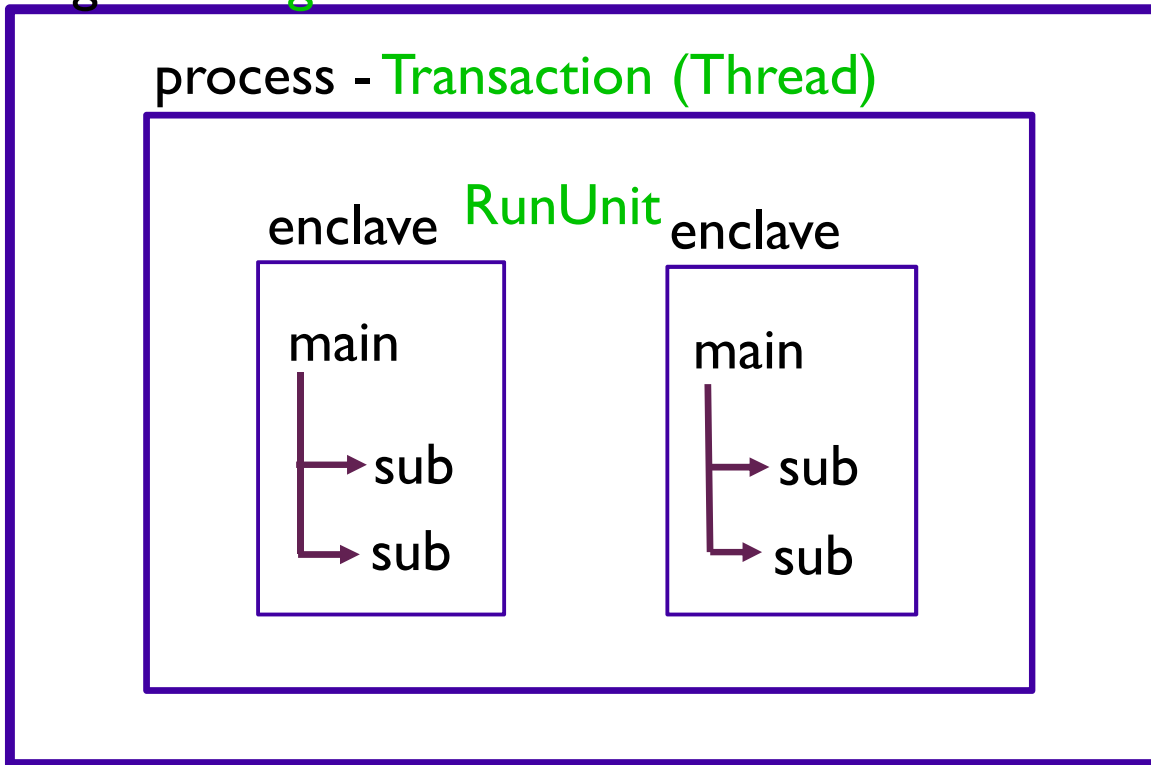 process - Transaction (Thread)
RunUnit
enclave
enclave
main
main
sub
sub
sub
sub